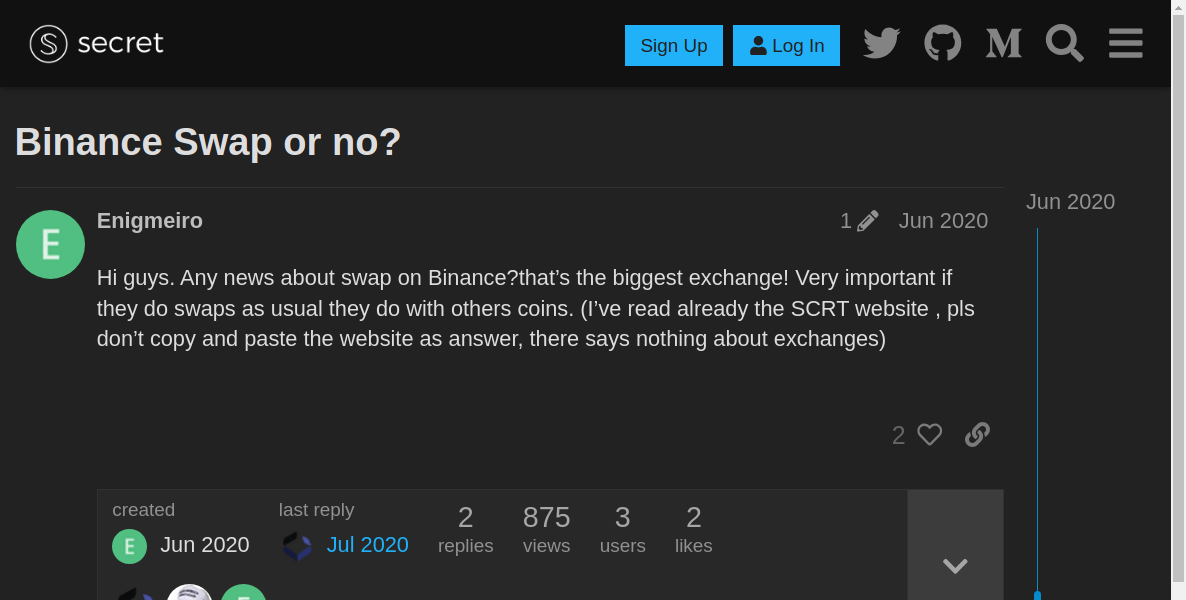 secret
Sign Up
Log In
Binance Swap or no?
Enigmeiro
1
Jun 2020
Jun 2020
E
Hi guys. Any news about swap on Binance?that’s the biggest exchange! Very important if
they do swaps as usual they do with others coins. (I’ve read already the SCRT website , pls
don’t copy and paste the website as answer, there says nothing about exchanges)
2
created
last reply
2
875
3
2
E
Jun 2020
Jul 2020
replies
views
users
likes